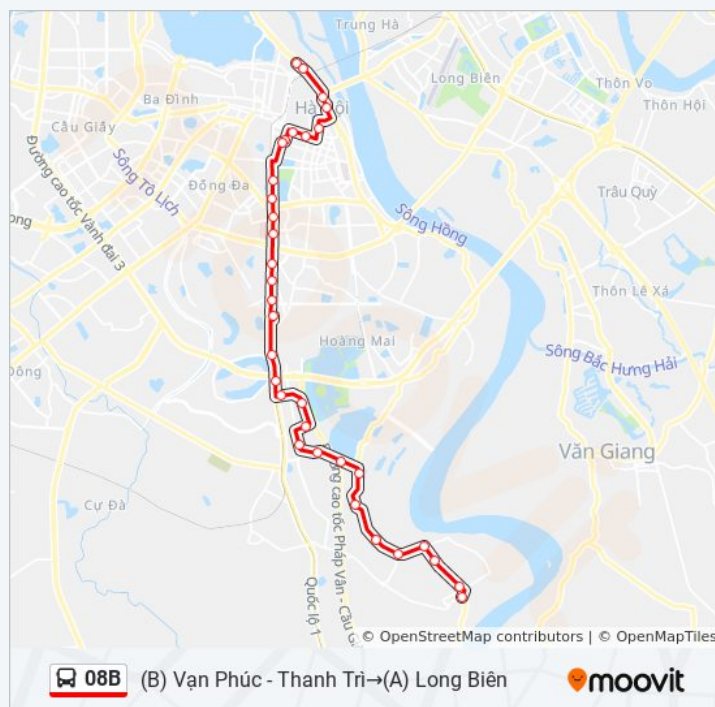 Trung Hà
Long Biên
Ba Đình
Thôn Vo
Hà Nội
Thôn Hội
Cầu Giấy
Đường cao tốc Vành đai 3
Sông Tô Lịch
Đống Đa
Trâu Quỳ
ong
Sông Hồng
Thôn Lê Xá
Hoàng Mai
Sông Bắc Hưng Hải
Đông
Văn Giang
Cự Đà
cao tốc Pháp Vân - Cầu G
Quốc lộ 1
© OpenStreetMap contributors | © OpenMapTiles
08B (B) Vạn Phúc - Thanh Trì→(A) Long Biên
moovit